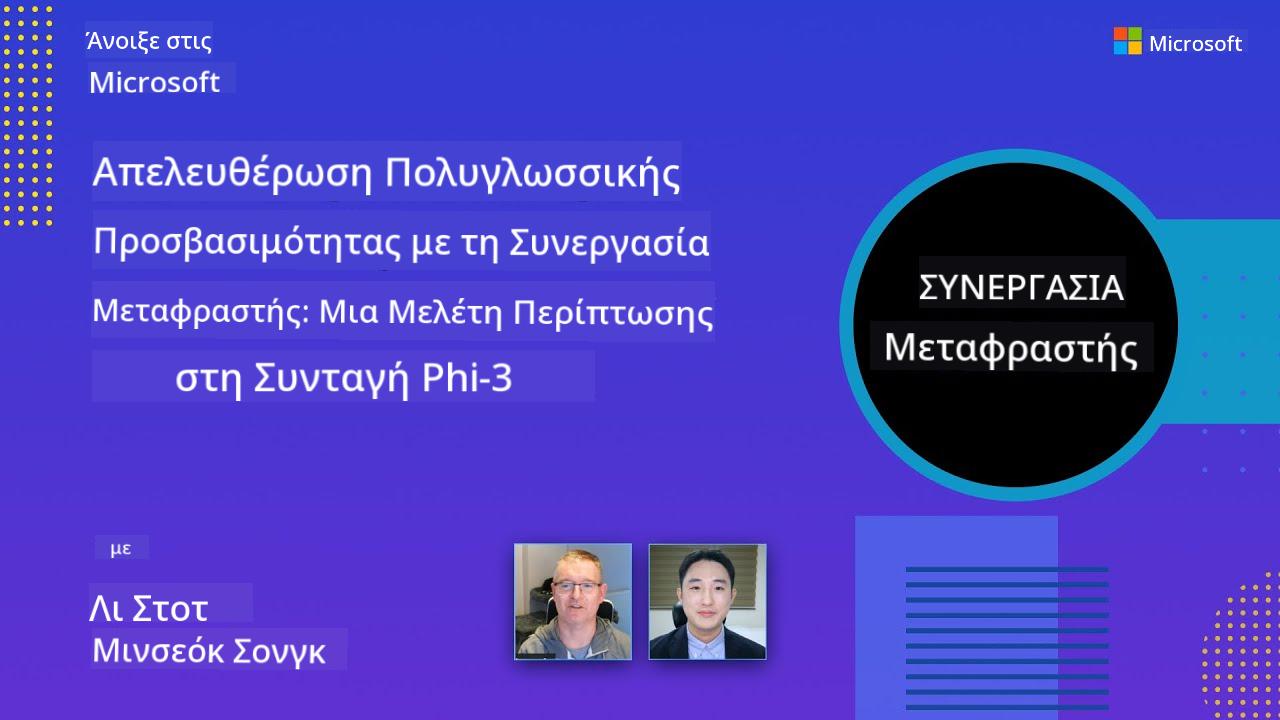 Άνοιξε στις
Microsoft
Microsoft
Απελευθέρωση Πολυγλωσσικής
Προσβασιμότητας με τη Συνεργασία
Μεταφραστής: Μια Μελέτη Περίπτωσης
στη Συνταγή Phi-3
ΣΥΝΕΡΓΑΣΙΑ
Μεταφραστής
με
Λι Στοτ
Μινσεόκ Σονγκ